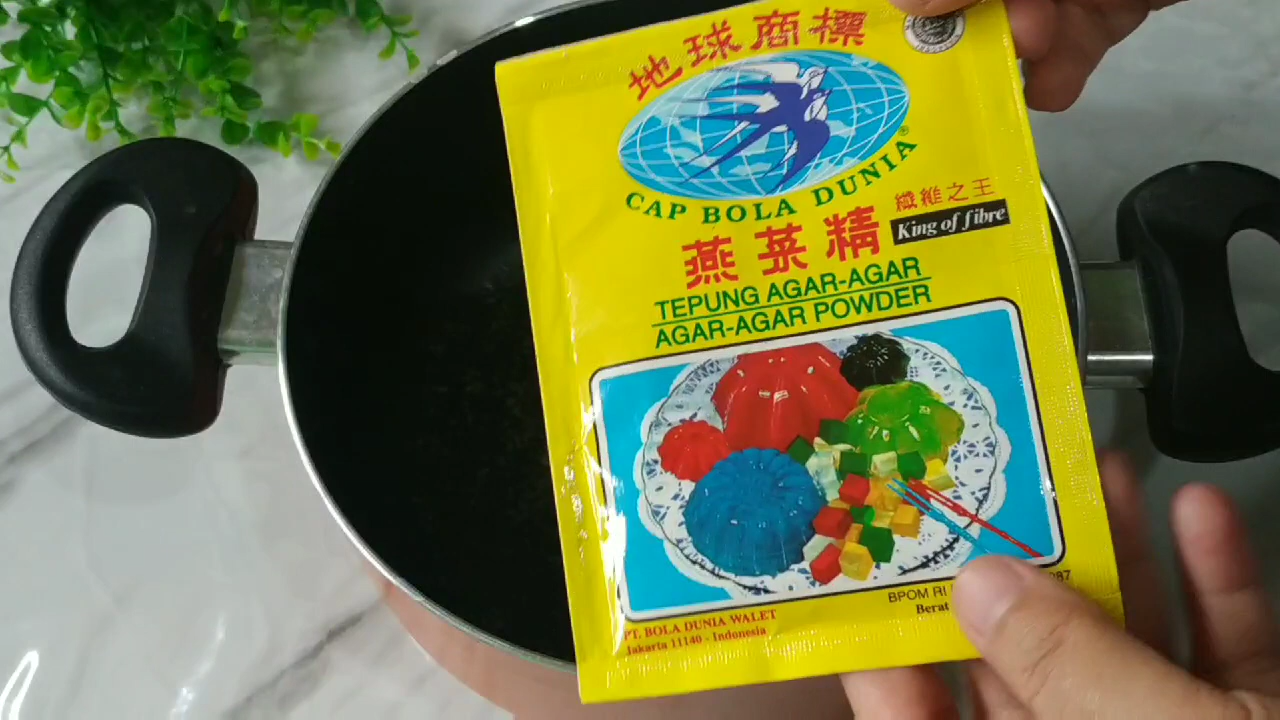 地球商標
CAP BOLA DUNIA
®
纖維之王
King of fibre
燕菜精
TEPUNG AGAR-AGAR
AGAR-AGAR POWDER
BPOM RI
087
Berat
PT. BOLA DUNIA WALET
Jakarta 11140 - Indonesia